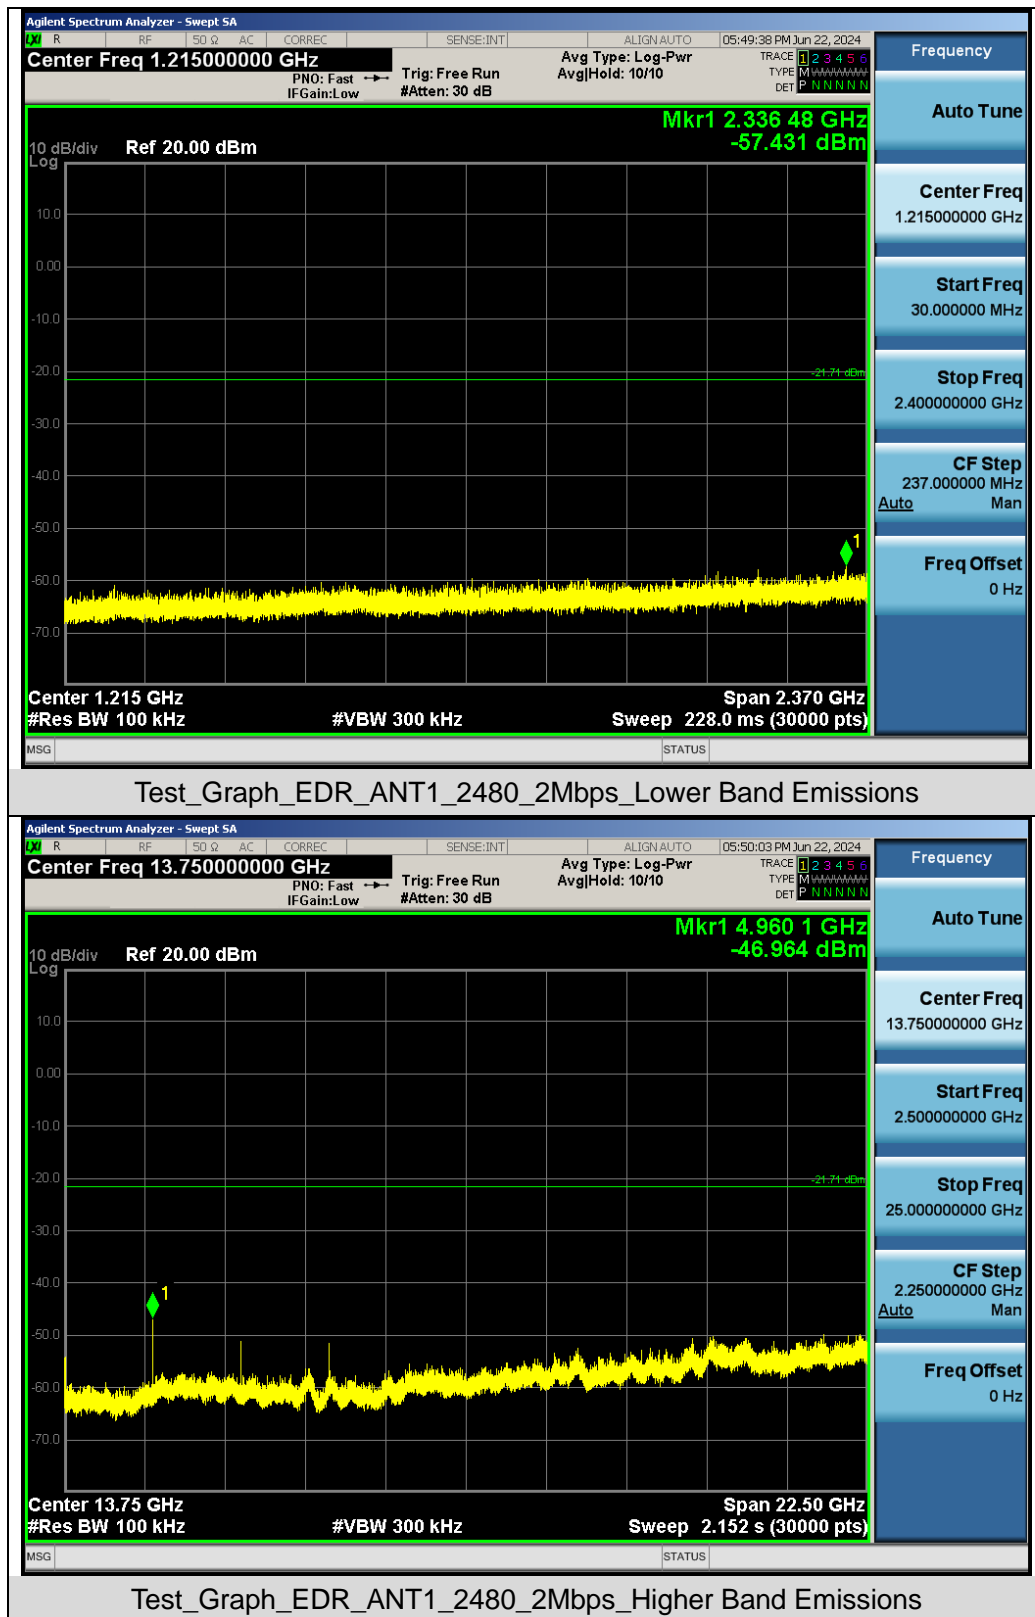 Agilent Spectrum Analyzer - Swept SA
LXI R RF 50 Ω AC CORREC SENSE:INT ALIGN AUTO 05:49:38 PM Jun 22, 2024
Center Freq 1.215000000 GHz
PNO: Fast
IFGain:Low
Trig: Free Run
#Atten: 30 dB
Avg Type: Log-Pwr
Avg|Hold: 10/10
TRACE 1 2 3 4 5 6
TYPE M
DET P N N N N N
Mkr1 2.336 48 GHz
-57.431 dBm
10 dB/div Ref 20.00 dBm
Log
10.0
0.00
-10.0
-20.0
-21.71 dBm
-30.0
-40.0
-50.0
1
-60.0
-70.0
Center 1.215 GHz Span 2.370 GHz
#Res BW 100 kHz #VBW 300 kHz Sweep 228.0 ms (30000 pts)
MSG STATUS
Frequency
Auto Tune
Center Freq
1.215000000 GHz
Start Freq
30.000000 MHz
Stop Freq
2.400000000 GHz
CF Step
237.000000 MHz
Auto Man
Freq Offset
0 Hz
Test_Graph_EDR_ANT1_2480_2Mbps_Lower Band Emissions
Agilent Spectrum Analyzer - Swept SA
LXI R RF 50 Ω AC CORREC SENSE:INT ALIGN AUTO 05:50:03 PM Jun 22, 2024
Center Freq 13.750000000 GHz
PNO: Fast
IFGain:Low
Trig: Free Run
#Atten: 30 dB
Avg Type: Log-Pwr
Avg|Hold: 10/10
TRACE 1 2 3 4 5 6
TYPE M
DET P N N N N N
Mkr1 4.960 1 GHz
-46.964 dBm
10 dB/div Ref 20.00 dBm
Log
10.0
0.00
-10.0
-20.0
-21.71 dBm
-30.0
-40.0
1
-50.0
-60.0
-70.0
Center 13.75 GHz Span 22.50 GHz
#Res BW 100 kHz #VBW 300 kHz Sweep 2.152 s (30000 pts)
MSG STATUS
Frequency
Auto Tune
Center Freq
13.750000000 GHz
Start Freq
2.500000000 GHz
Stop Freq
25.000000000 GHz
CF Step
2.250000000 GHz
Auto Man
Freq Offset
0 Hz
Test_Graph_EDR_ANT1_2480_2Mbps_Higher Band Emissions